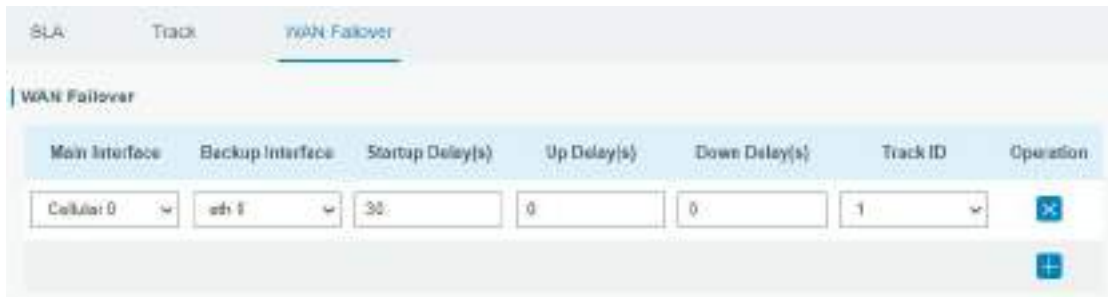 SLA Track WAN Failover
WAN Failover
Main Interface Backup Interface Startup Delay(s) Up Delay(s) Down Delay(s) Track ID Operation
Cellular 0 eth 0 30 0 0 1